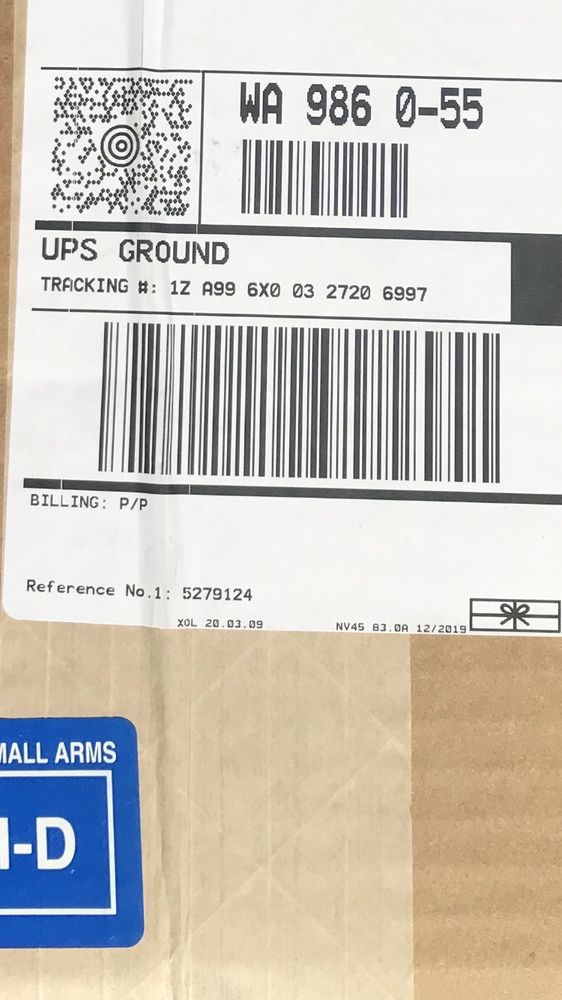 WA 986 0-55
UPS GROUND
TRACKING #: 1Z A99 6X0 03 2720 6997
BILLING: P/P
Reference No.1: 5279124
XOL 20.03.09 NV45 83.0A 12/2019
MALL ARMS
-D